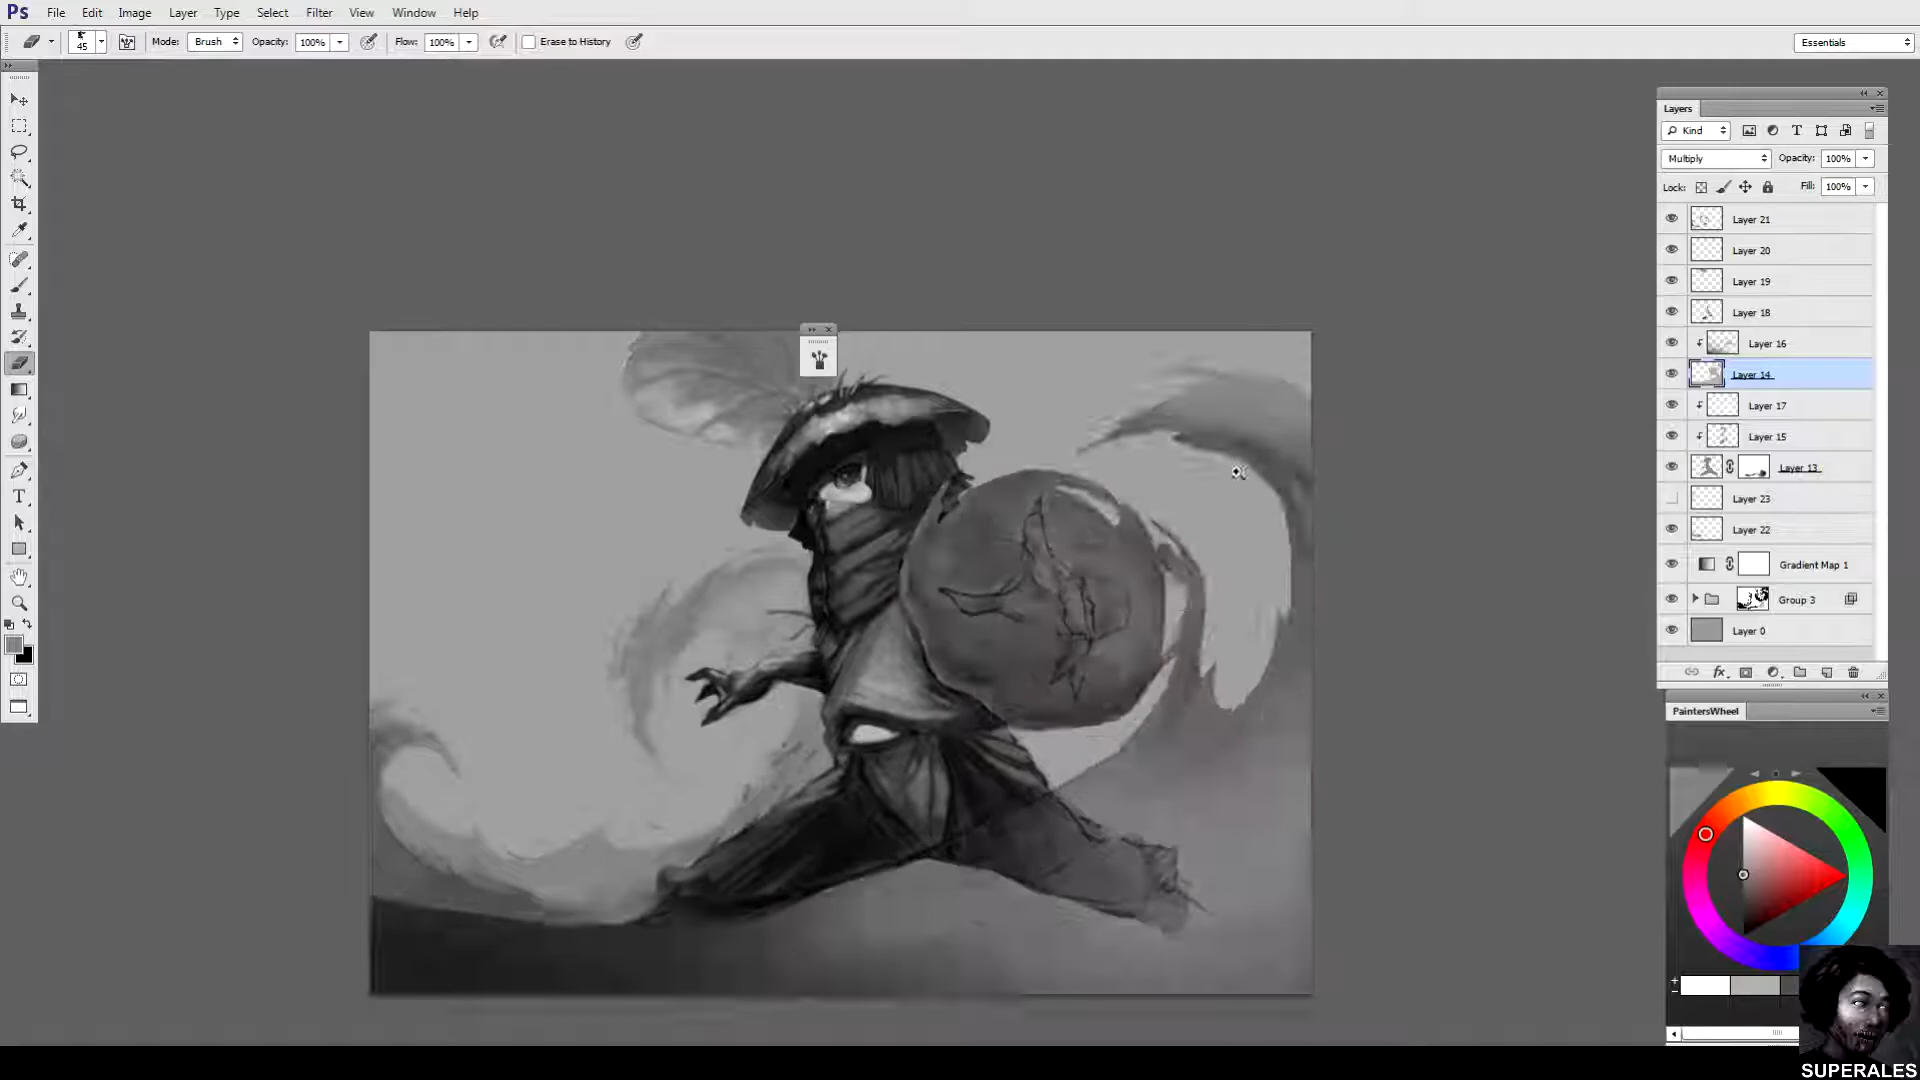 Ps File Edit Image Layer Type Select Filter View Window Help
45 Mode: Brush Opacity: 100% Flow: 100% Erase to History Essentials
Layers
Kind T
Multiply Opacity: 100%
Lock: Fill: 100%
Layer 21
Layer 20
Layer 19
Layer 18
Layer 16
Layer 14
Layer 17
Layer 15
Layer 13
Layer 23
Layer 22
Gradient Map 1
Group 3
Layer 0
fx
PaintersWheel
SUPERALES